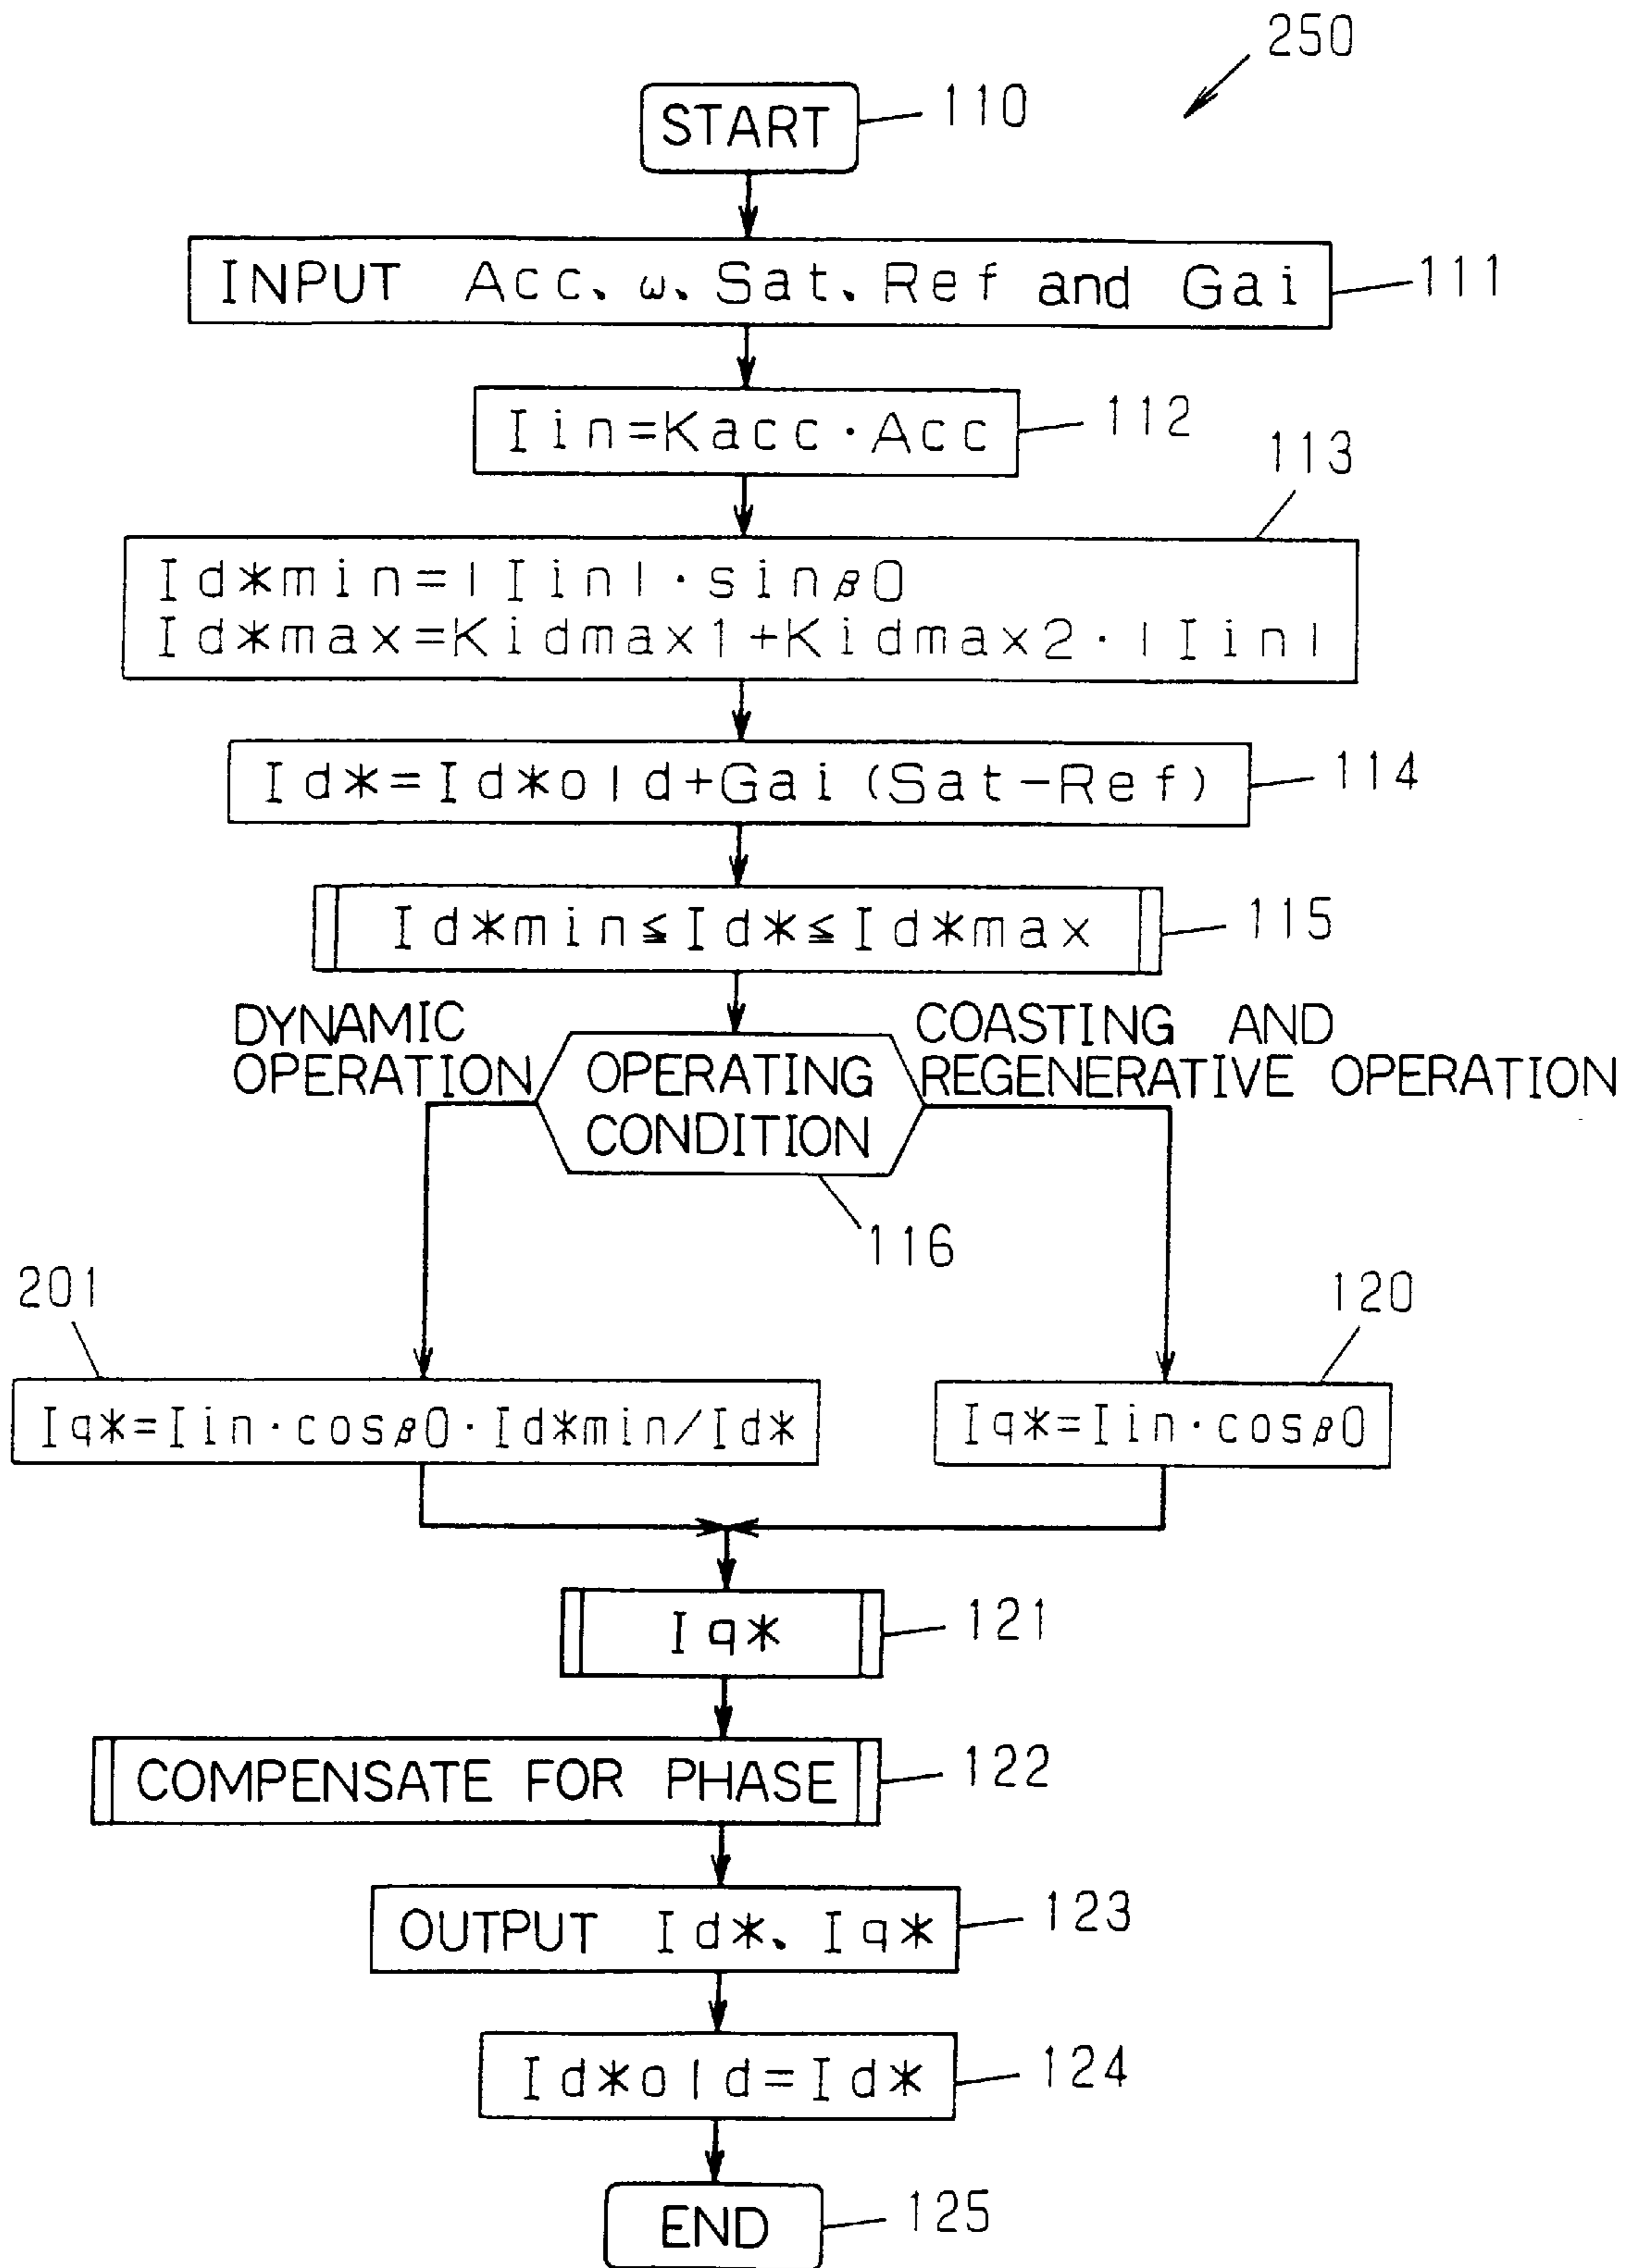 250
START
110
INPUT Acc、ω、Sat、Ref and Gai
111
Iin=Kacc・Acc
112
113
Id*min=|Iin|・sinβ0
Id*max=Kidmax1+Kidmax2・|Iin|
Id*=Id*old+Gai(Sat-Ref)
114
Id*min≦Id*≦Id*max
115
DYNAMIC
OPERATION
COASTING AND
REGENERATIVE OPERATION
OPERATING
CONDITION
116
201
120
Iq*=Iin・cosβ0・Id*min/Id*
Iq*=Iin・cosβ0
Iq*
121
COMPENSATE FOR PHASE
122
OUTPUT Id*、Iq*
123
Id*old=Id*
124
END
125